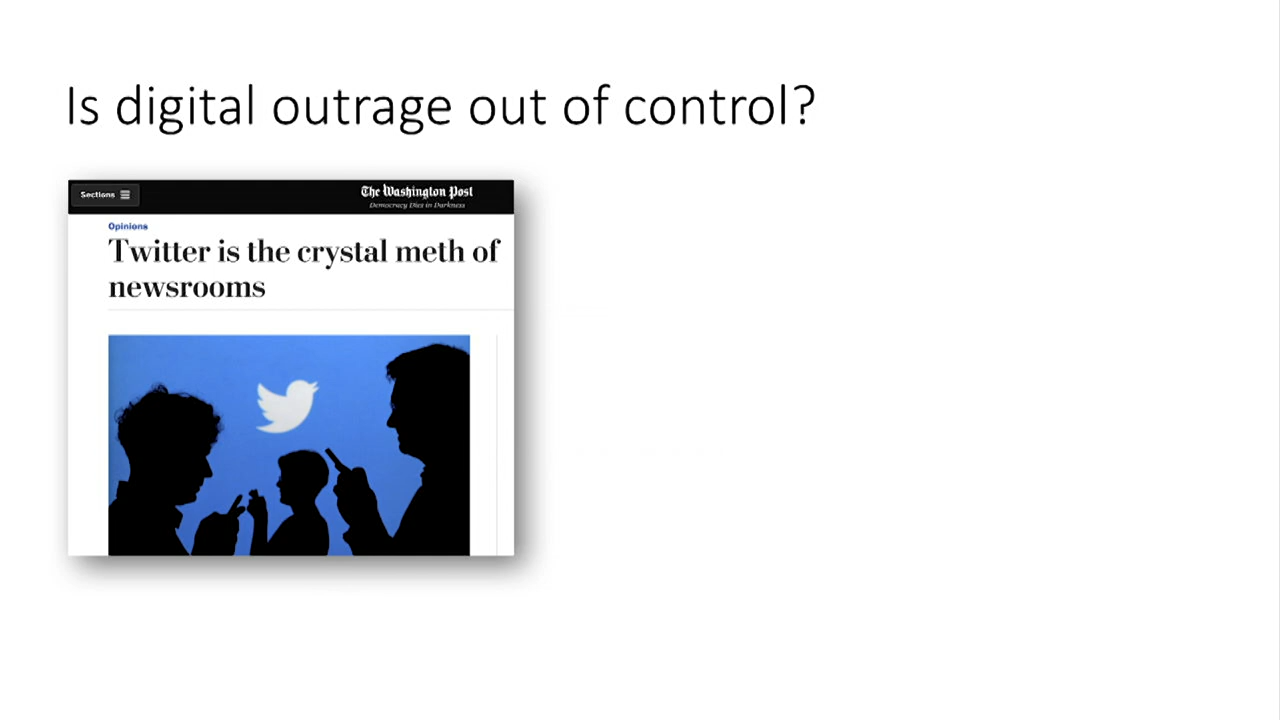 Is digital outrage out of control?
Sections
The Washington Post
Democracy Dies in Darkness
Opinions
Twitter is the crystal meth of
newsrooms